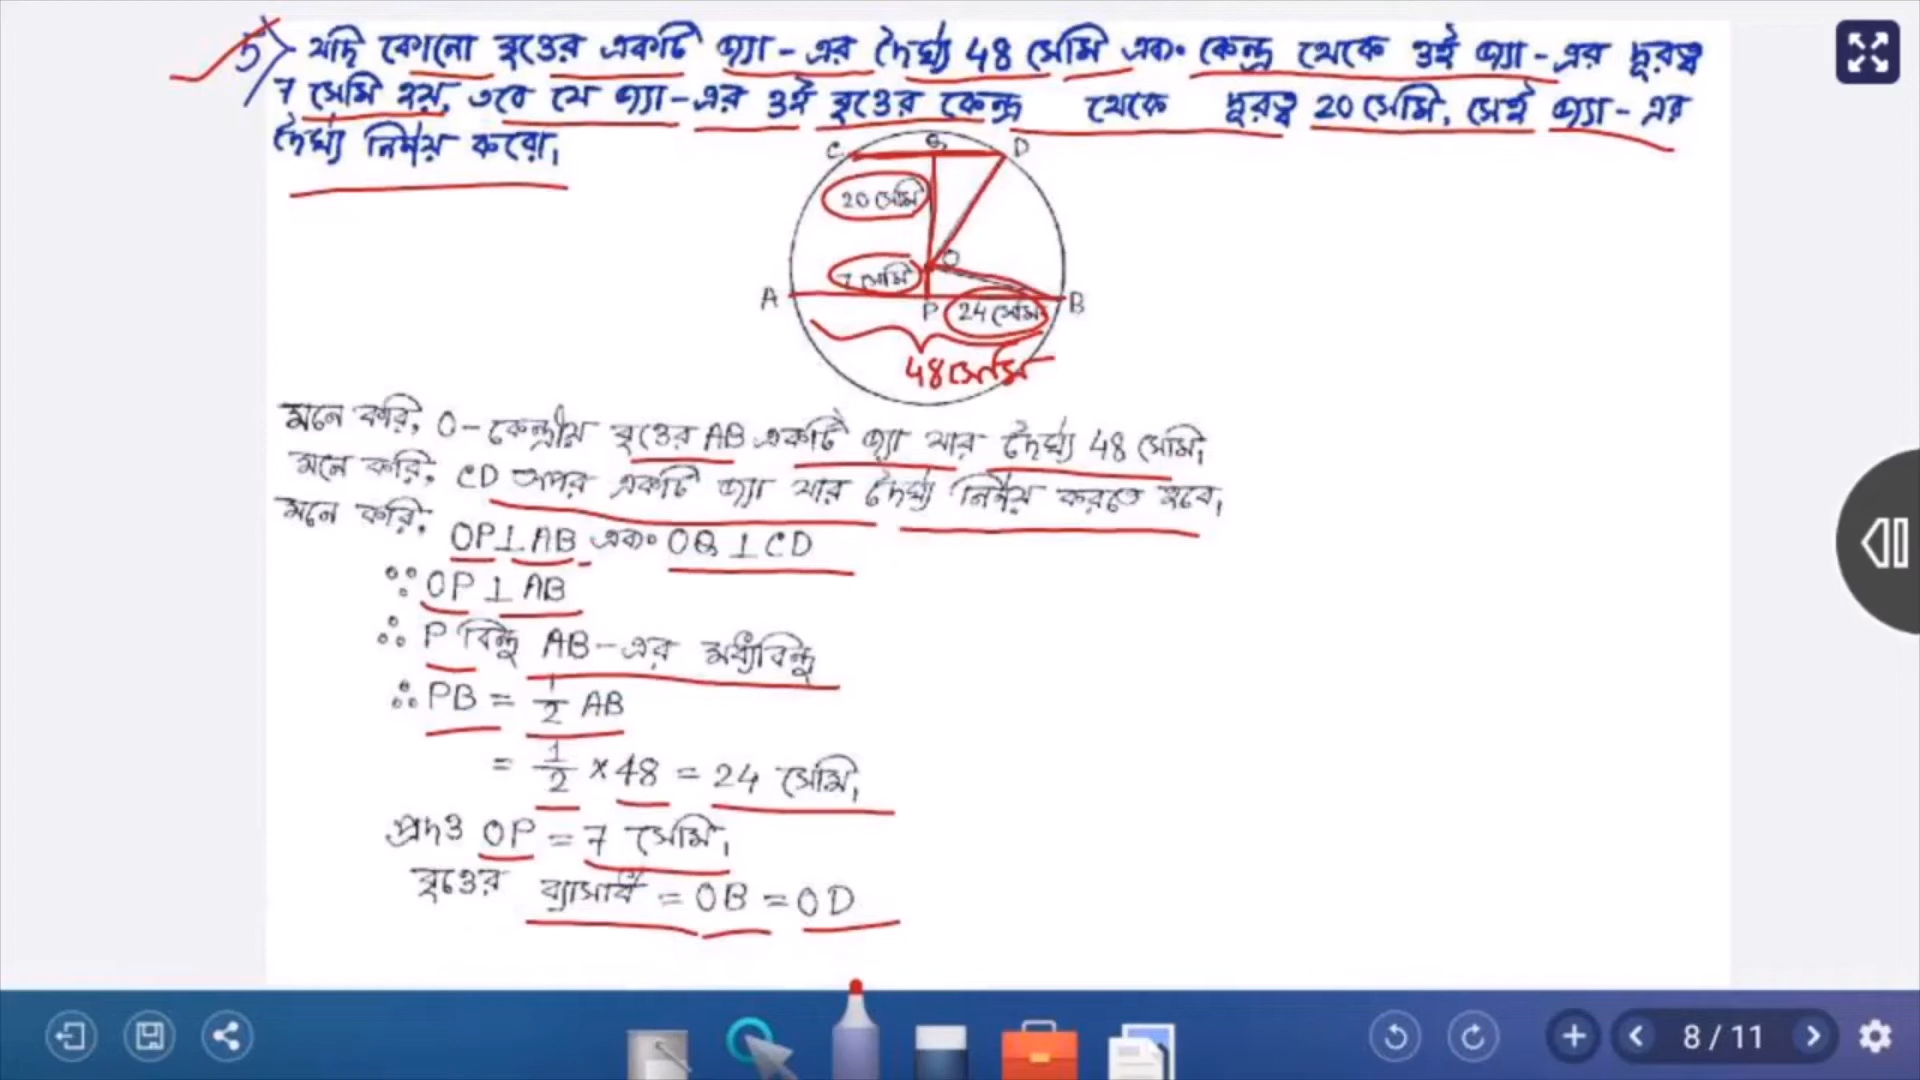 5) যদি কোনো বৃত্তের একটি জ্যা-এর দৈর্ঘ্য 48 সেমি এবং কেন্দ্র থেকে ওই জ্যা-এর দূরত্ব
7 সেমি হয়, তবে যে জ্যা-এর ওই বৃত্তের কেন্দ্র থেকে দূরত্ব 20 সেমি, সেই জ্যা-এর
দৈর্ঘ্য নির্ণয় করো।
C Q D
20 সেমি
7 সেমি O
A P 24 সেমি B
48 সেমি
মনে করি, O-কেন্দ্রীয় বৃত্তের AB একটি জ্যা যার দৈর্ঘ্য 48 সেমি।
মনে করি, CD অপর একটি জ্যা যার দৈর্ঘ্য নির্ণয় করতে হবে।
মনে করি, OP⊥AB এবং OQ⊥CD
∵ OP⊥AB
∴ P বিন্দু AB-এর মধ্যবিন্দু
∴ PB = 1/2 AB
= 1/2 × 48 = 24 সেমি।
প্রদত্ত OP = 7 সেমি।
বৃত্তের ব্যাসার্ধ = OB = OD
8 / 11